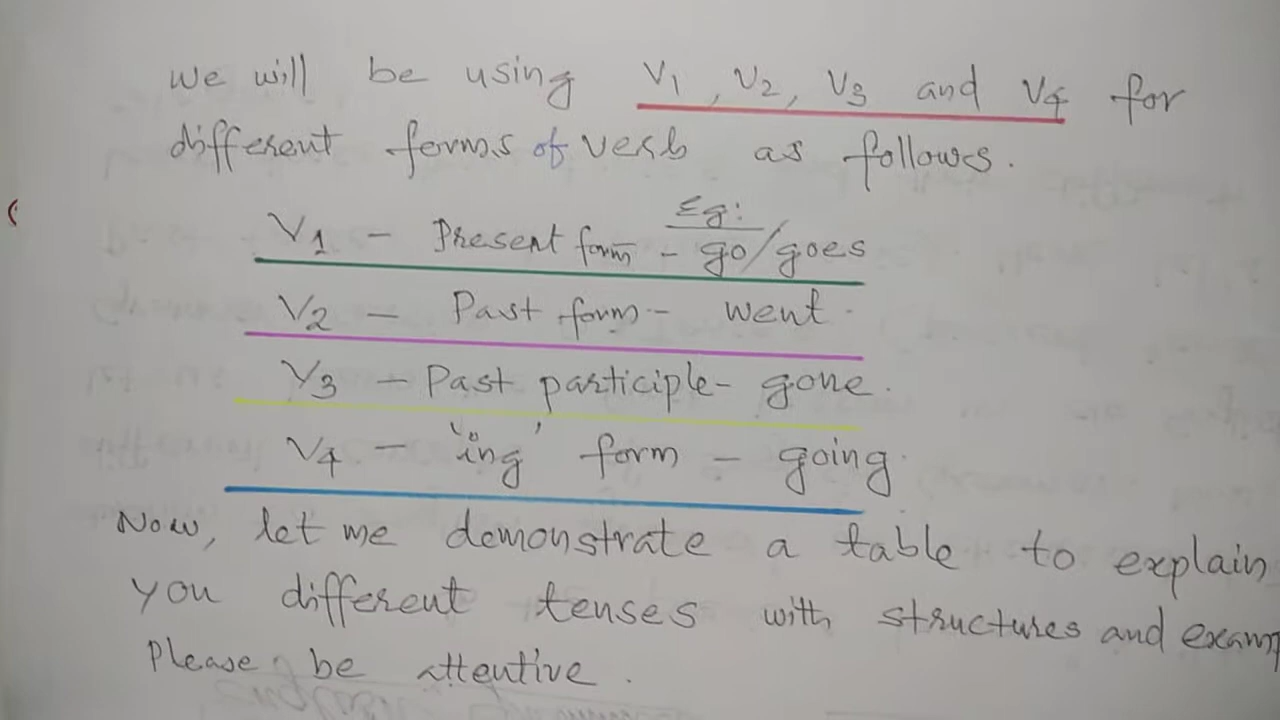 We will be using V1, V2, V3 and V4 for
different forms of verb as follows.
Eg:
V1 - Present form - go/goes
V2 - Past form - went.
V3 - Past participle - gone.
V4 - 'ing' form - going.
Now, let me demonstrate a table to explain
you different tenses with structures and exam
Please be attentive.